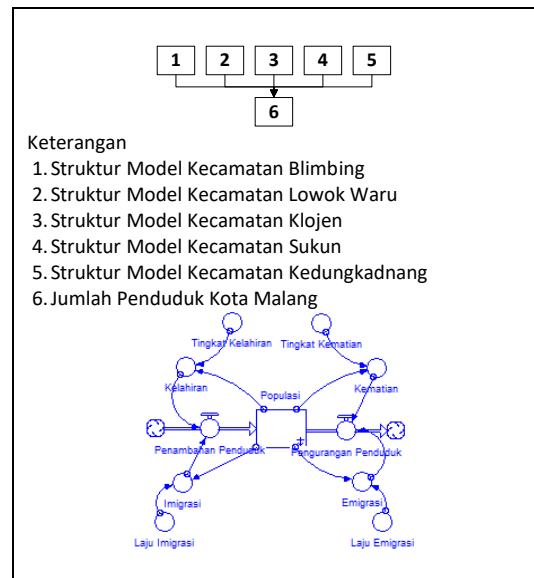 1 2 3 4 5
6
Keterangan
1. Struktur Model Kecamatan Blimbing
2. Struktur Model Kecamatan Lowok Waru
3. Struktur Model Kecamatan Klojen
4. Struktur Model Kecamatan Sukun
5. Struktur Model Kecamatan Kedungkadnang
6. Jumlah Penduduk Kota Malang
Tingkat Kelahiran Tingkat Kematian
Kelahiran Populasi Kematian
Penambahan Penduduk Pengurangan Penduduk
Imigrasi Emigrasi
Laju Imigrasi Laju Emigrasi